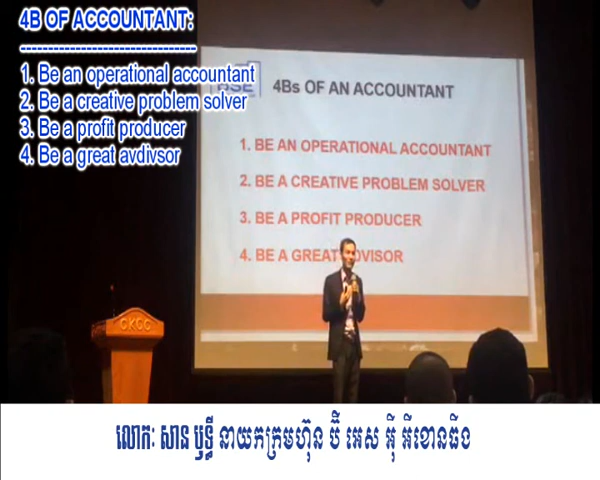 4B OF ACCOUNTANT:
--------------------------------
1. Be an operational accountant
2. Be a creative problem solver
3. Be a profit producer
4. Be a great avdivsor
BSE
4Bs OF AN ACCOUNTANT
1. BE AN OPERATIONAL ACCOUNTANT
2. BE A CREATIVE PROBLEM SOLVER
3. BE A PROFIT PRODUCER
4. BE A GREAT ADVISOR
CKCC
លោក: សាន ឫទ្ធី នាយកក្រុមហ៊ុន ប៊ី អេស អ៊ី អីខោនធីង